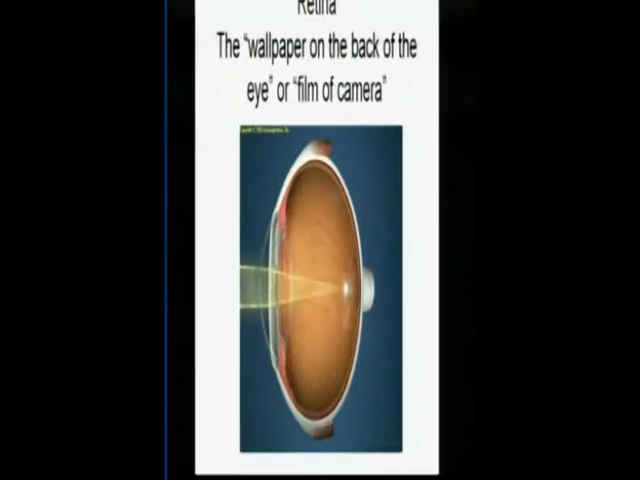 Retina
The “wallpaper on the back of the
eye” or “film of camera”